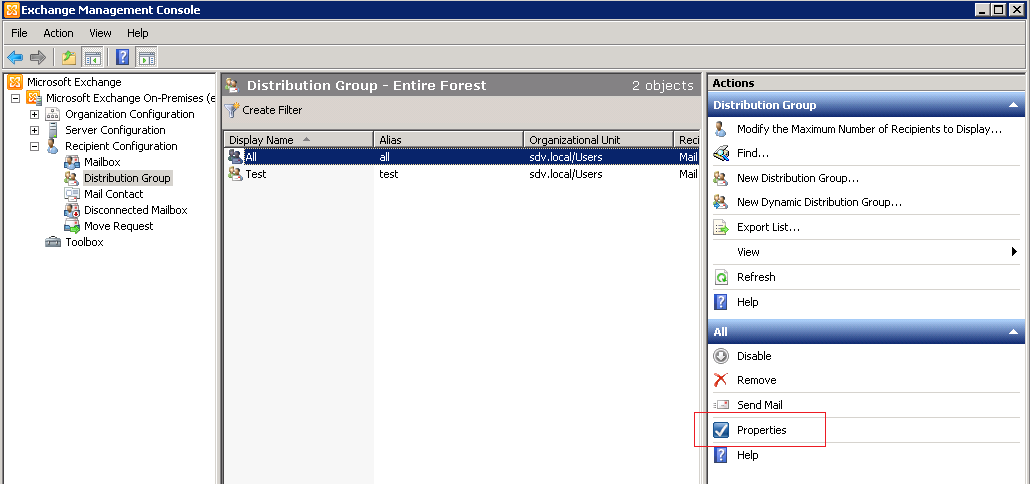 Exchange Management Console
File Action View Help
Microsoft Exchange
Microsoft Exchange On-Premises (e
Organization Configuration
Server Configuration
Recipient Configuration
Mailbox
Distribution Group
Mail Contact
Disconnected Mailbox
Move Request
Toolbox
Distribution Group - Entire Forest 2 objects
Create Filter
Display Name Alias Organizational Unit Reci
All all sdv.local/Users Mail
Test test sdv.local/Users Mail
Actions
Distribution Group
Modify the Maximum Number of Recipients to Display...
Find...
New Distribution Group...
New Dynamic Distribution Group...
Export List...
View
Refresh
Help
All
Disable
Remove
Send Mail
Properties
Help